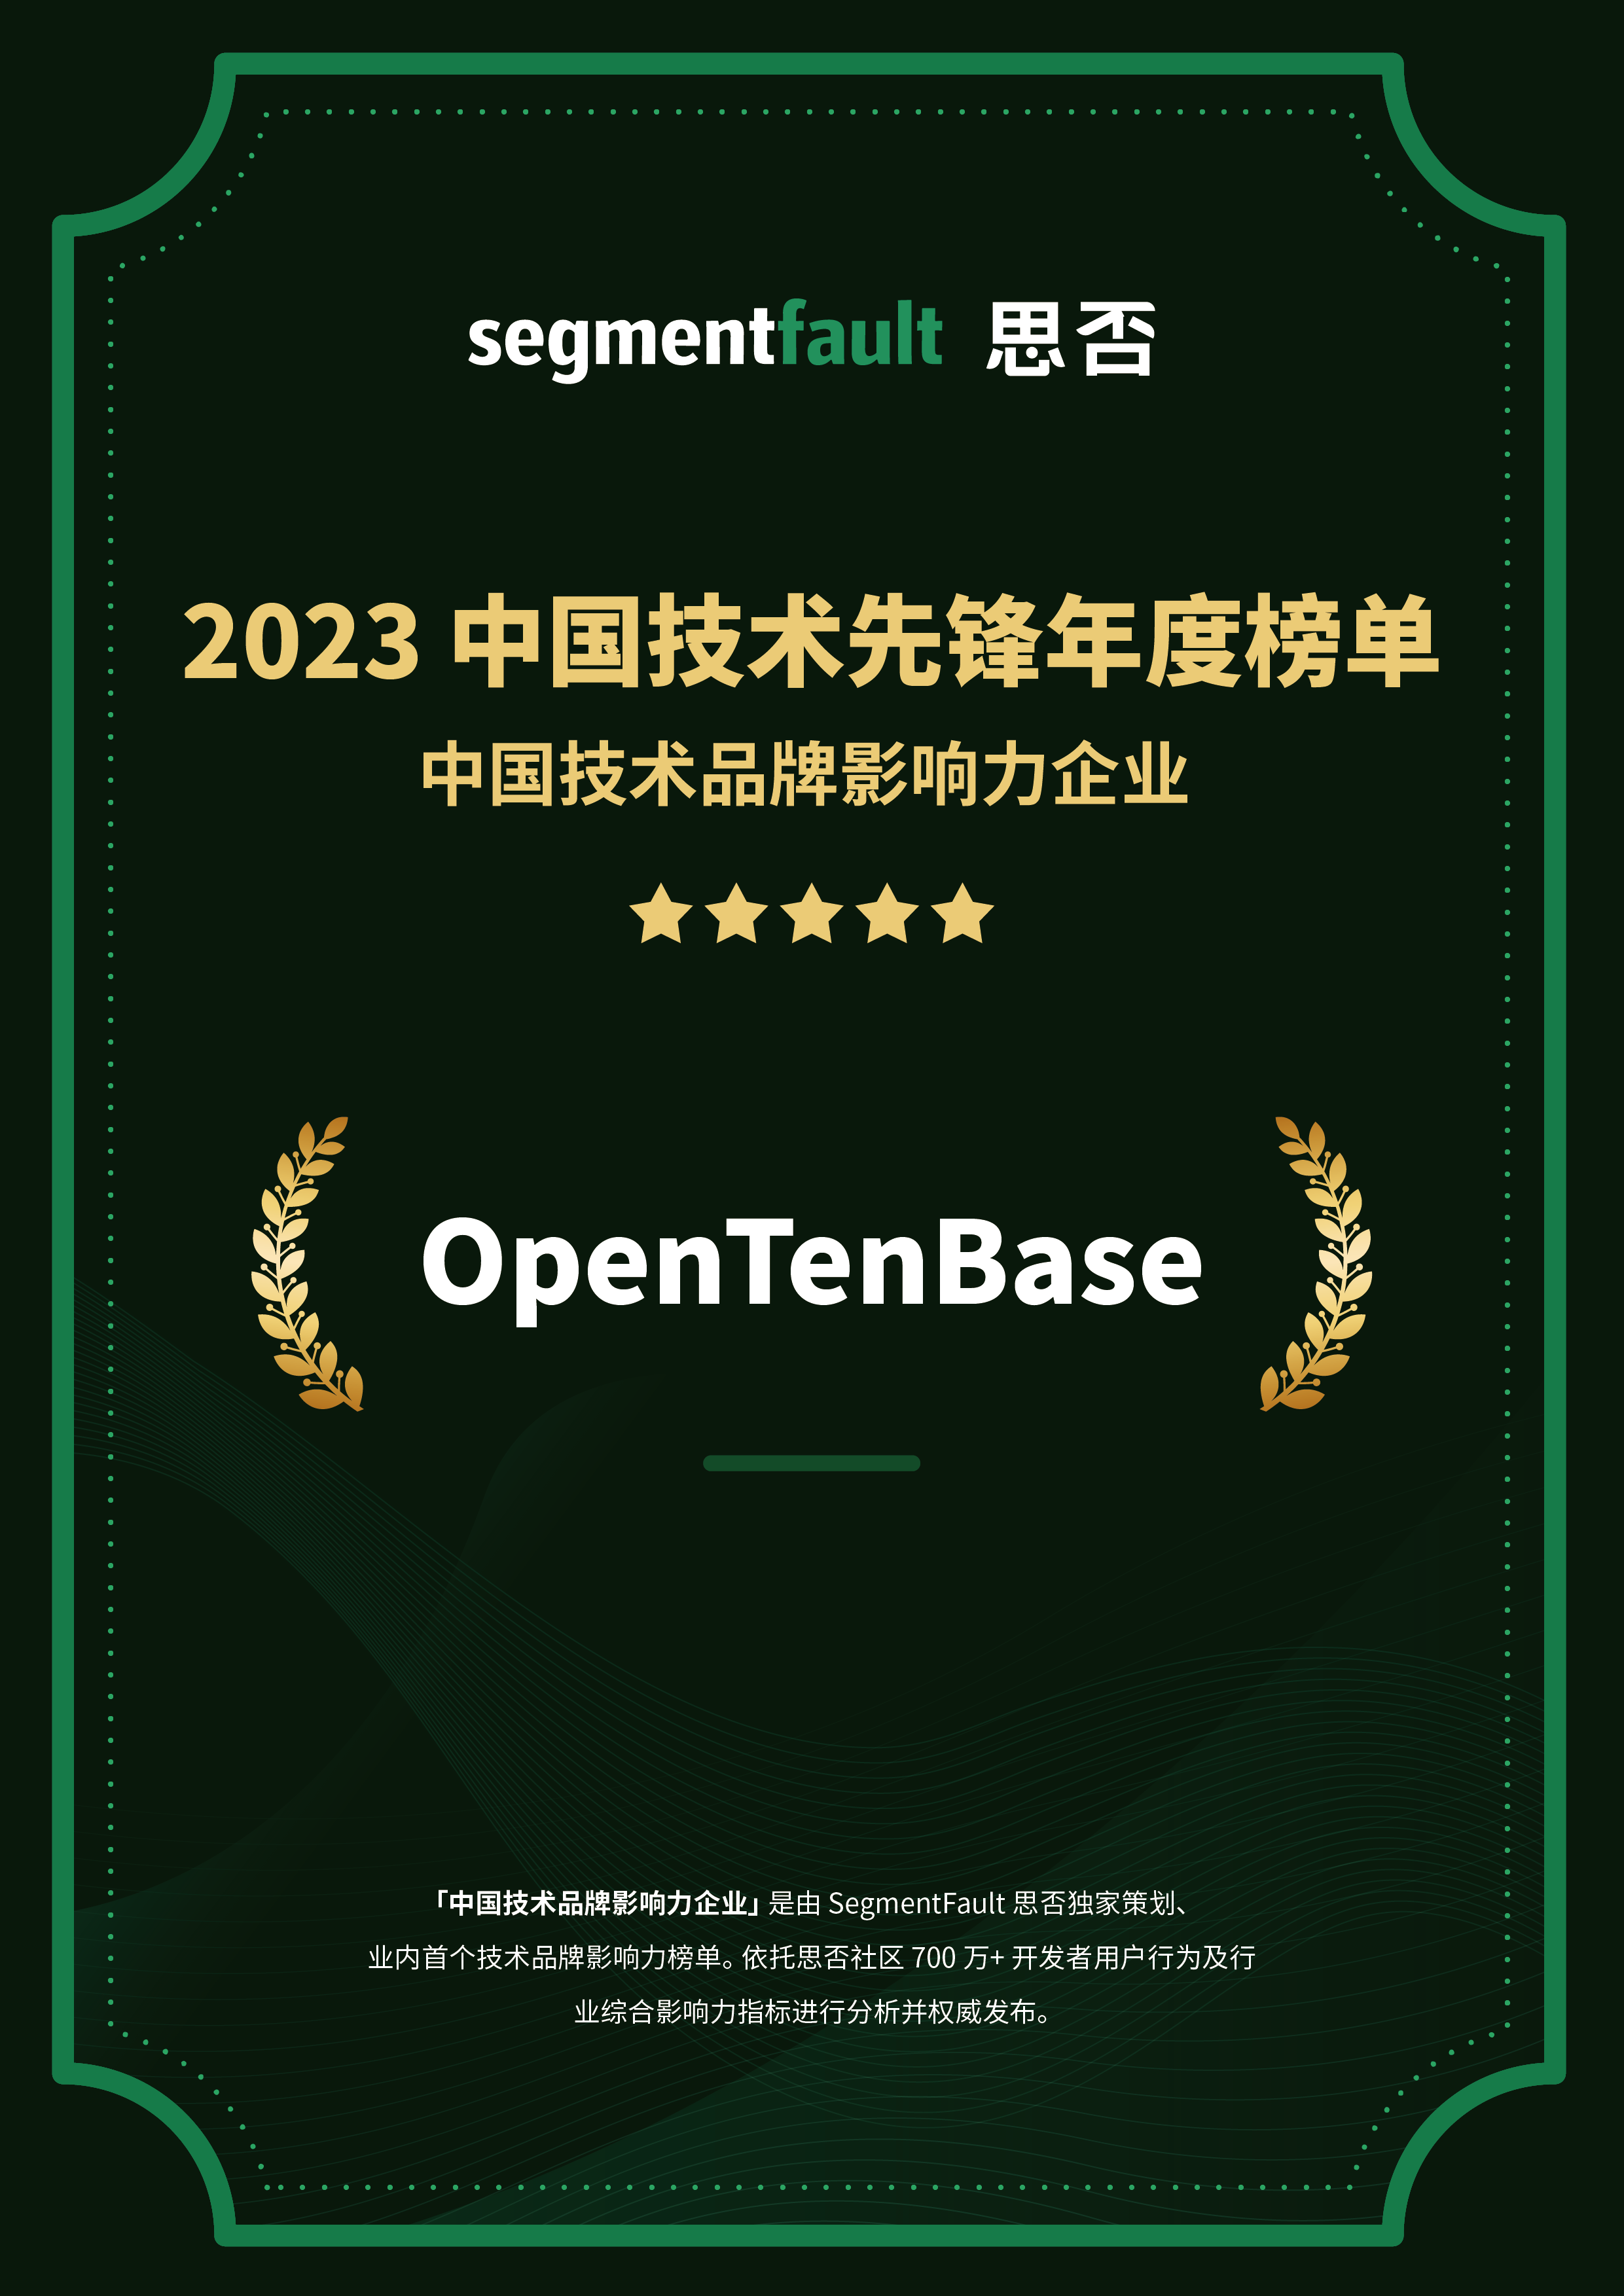 segmentfault 思否
2023 中国技术先锋年度榜单
中国技术品牌影响力企业
OpenTenBase
「中国技术品牌影响力企业」是由 SegmentFault 思否独家策划、
业内首个技术品牌影响力榜单。依托思否社区 700 万+ 开发者用户行为及行
业综合影响力指标进行分析并权威发布。